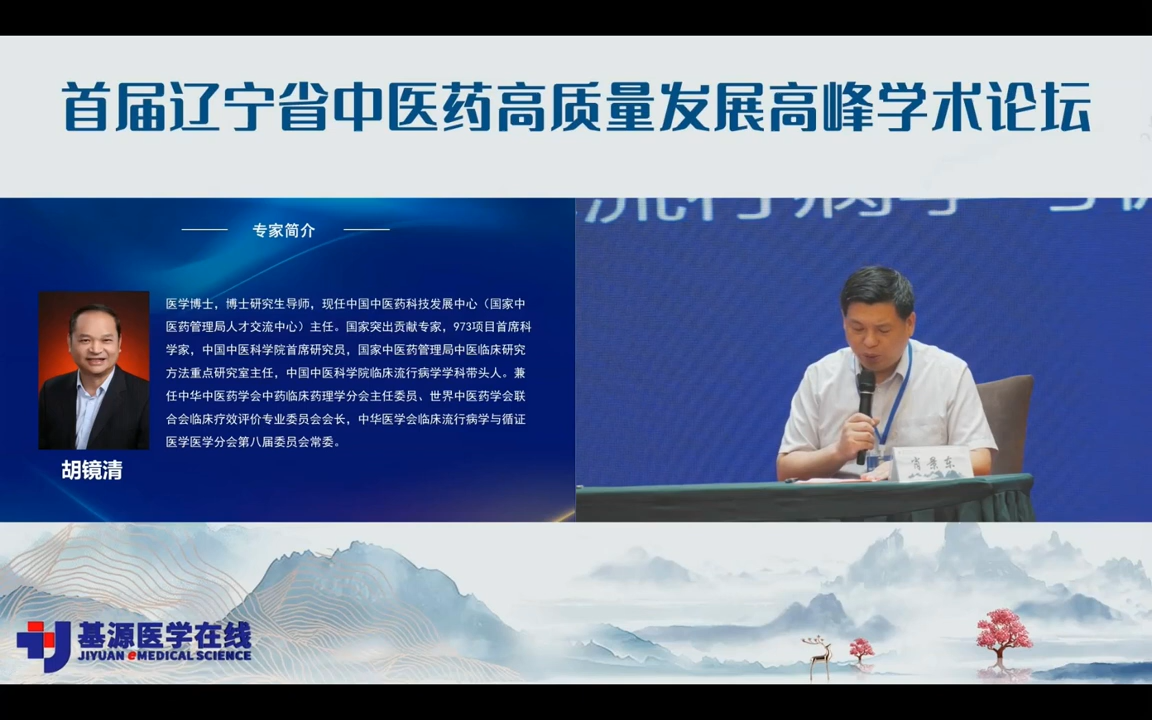 首届辽宁省中医药高质量发展高峰学术论坛
专家简介
医学博士，博士研究生导师，现任中国中医药科技发展中心（国家中
医药管理局人才交流中心）主任。国家突出贡献专家，973项目首席科
学家，中国中医科学院首席研究员，国家中医药管理局中医临床研究
方法重点研究室主任，中国中医科学院临床流行病学学科带头人。兼
任中华中医药学会中药临床药理学分会主任委员、世界中医药学会联
合会临床疗效评价专业委员会会长，中华医学会临床流行病学与循证
医学医学分会第八届委员会常委。
胡镜清
流行病学
肖景东
基源医学在线
JIYUAN eMEDICAL SCIENCE